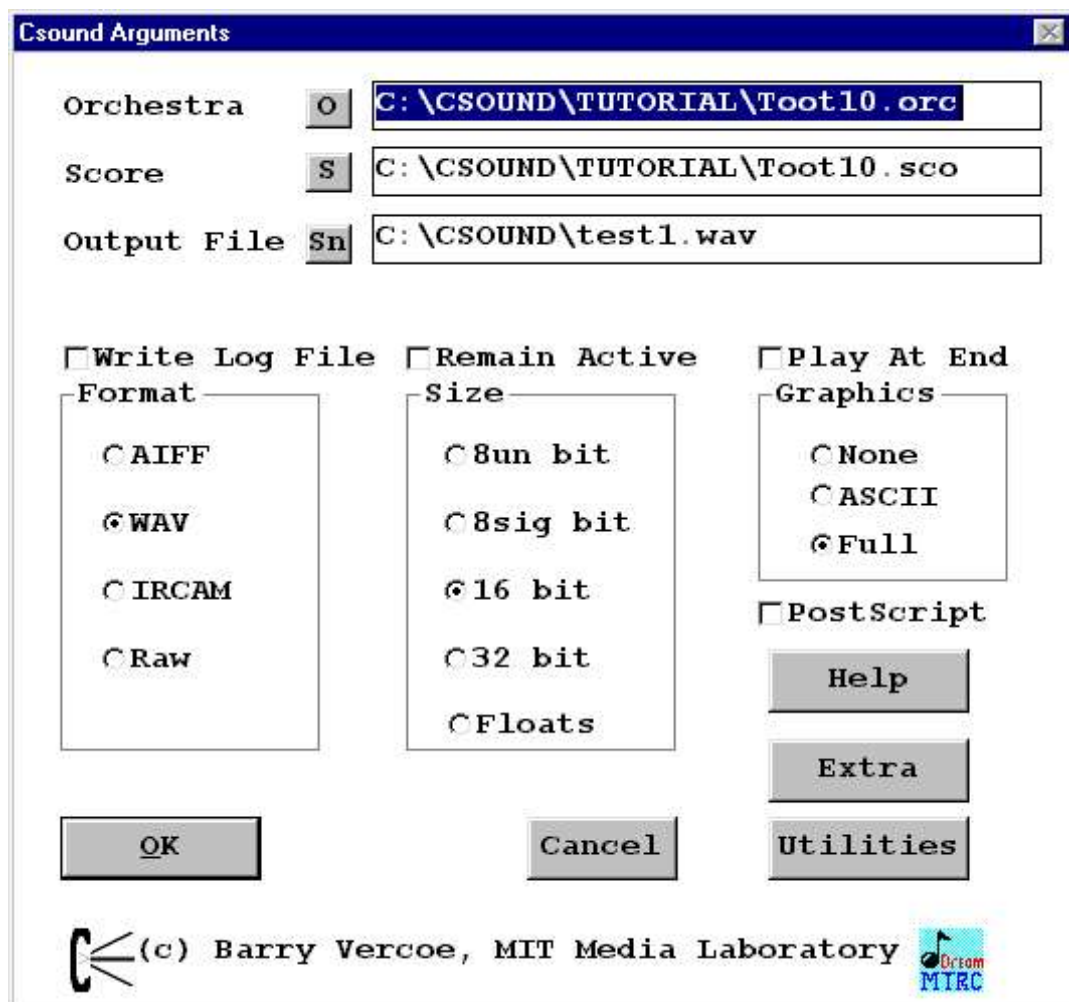 Csound Arguments
Orchestra O C:\CSOUND\TUTORIAL\Toot10.orc
Score S C:\CSOUND\TUTORIAL\Toot10.sco
Output File Sn C:\CSOUND\test1.wav
Write Log File Remain Active Play At End
Format Size Graphics
AIFF 8un bit None
WAV 8sig bit ASCII
Full
IRCAM 16 bit
PostScript
Raw 32 bit
Help
Floats
Extra
OK Cancel Utilities
(c) Barry Vercoe, MIT Media Laboratory
Dream
MTRC